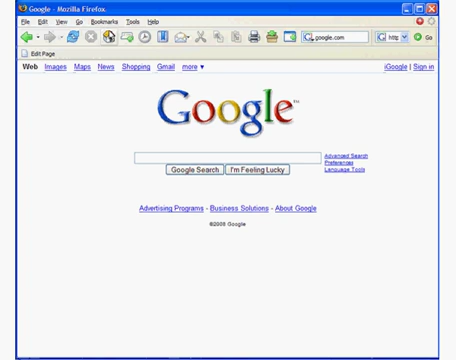 Google - Mozilla Firefox
File Edit View Go Bookmarks Tools Help
google.com
http
Go
Edit Page
Web Images Maps News Shopping Gmail more ▼
iGoogle | Sign in
Google™
Advanced Search
Preferences
Language Tools
Google Search I'm Feeling Lucky
Advertising Programs - Business Solutions - About Google
©2008 Google